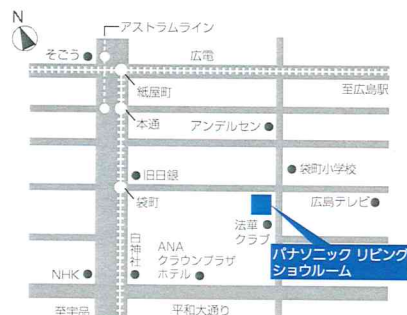 N
アストラムライン
そごう
広電
紙屋町
至広島駅
本通
アンデルセン
旧日銀
袋町小学校
袋町
広島テレビ
白神社
ANA
クラウンプラザ
ホテル
法華
クラブ
パナソニック リビング
ショウルーム
NHK
至宇品
平和大通り